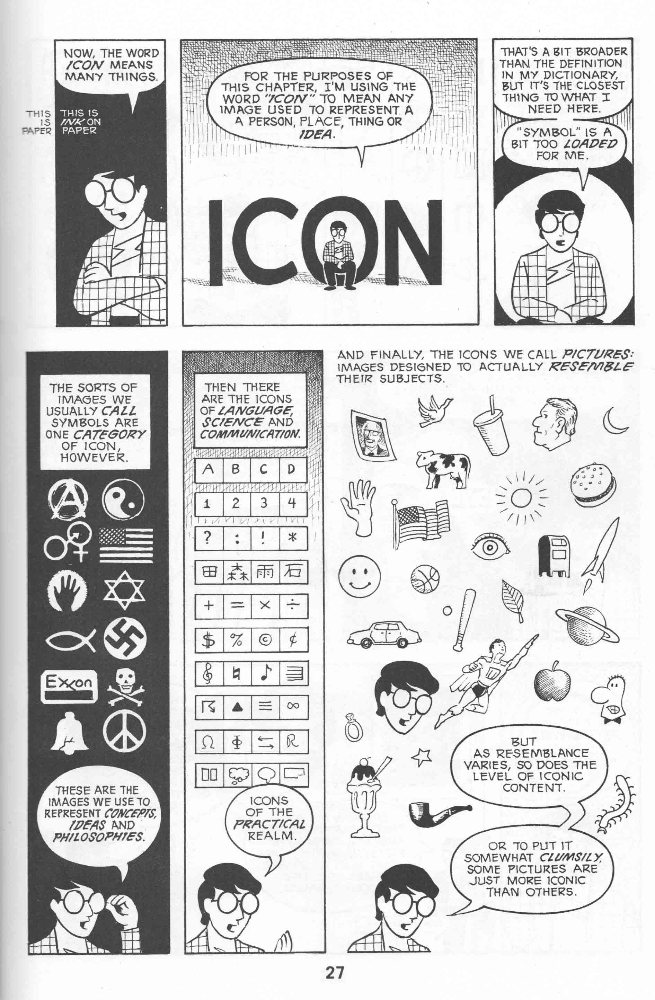 NOW, THE WORD
ICON MEANS
MANY THINGS.
THIS
IS
PAPER
THIS IS
INK ON
PAPER
FOR THE PURPOSES OF
THIS CHAPTER, I'M USING THE
WORD "ICON" TO MEAN ANY
IMAGE USED TO REPRESENT A
A PERSON, PLACE, THING OR
IDEA.
ICON
THAT'S A BIT BROADER
THAN THE DEFINITION
IN MY DICTIONARY,
BUT IT'S THE CLOSEST
THING TO WHAT I
NEED HERE.
"SYMBOL" IS A
BIT TOO LOADED
FOR ME.
THE SORTS OF
IMAGES WE
USUALLY CALL
SYMBOLS ARE
ONE CATEGORY
OF ICON,
HOWEVER.
A
Exxon
THESE ARE THE
IMAGES WE USE TO
REPRESENT CONCEPTS,
IDEAS AND
PHILOSOPHIES.
THEN THERE
ARE THE ICONS
OF LANGUAGE,
SCIENCE AND
COMMUNICATION.
A B C D
1 2 3 4
? ; ! *
田 森 雨 石
+ = × ÷
$ % © ¢
𝄞 ♮ ♪
▲ ≡ ∞
Ω Φ ⇆ R
ICONS
OF THE
PRACTICAL
REALM.
AND FINALLY, THE ICONS WE CALL PICTURES:
IMAGES DESIGNED TO ACTUALLY RESEMBLE
THEIR SUBJECTS.
BUT
AS RESEMBLANCE
VARIES, SO DOES THE
LEVEL OF ICONIC
CONTENT.
OR TO PUT IT
SOMEWHAT CLUMSILY,
SOME PICTURES ARE
JUST MORE ICONIC
THAN OTHERS.
27